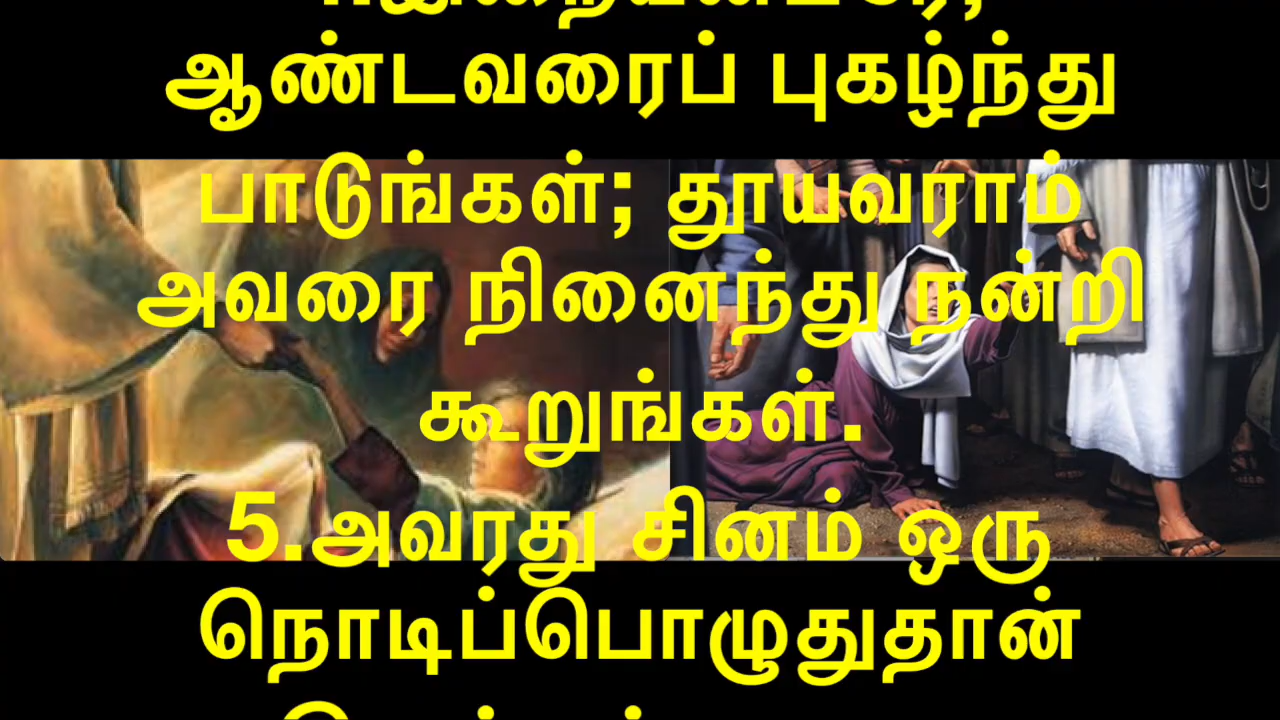 ஆண்டவரைப் புகழ்ந்து
பாடுங்கள்; தூயவராம்
அவரை நினைந்து நன்றி
கூறுங்கள்.
5.அவரது சினம் ஒரு
நொடிப்பொழுதுதான்